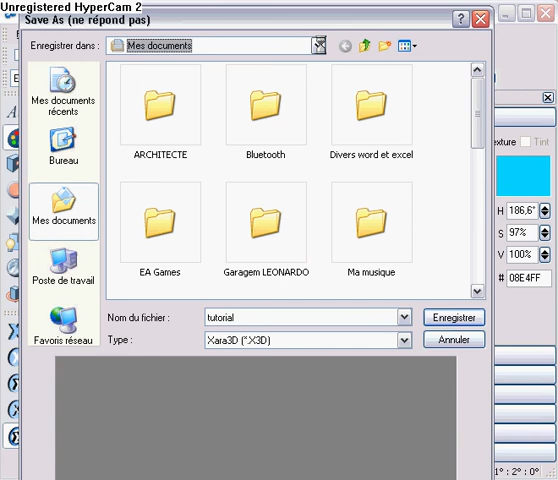 Unregistered HyperCam 2
Save As (ne répond pas)
Enregistrer dans :
Mes documents
Mes documents récents
Bureau
Mes documents
Poste de travail
Favoris réseau
ARCHITECTE
Bluetooth
Divers word et excel
EA Games
Garagem LEONARDO
Ma musique
Nom du fichier :
tutorial
Enregistrer
Type :
Xara3D (*.X3D)
Annuler
exture
Tint
H
186,6°
S
97%
V
100%
#
08E4FF
1° : 2° : 0°